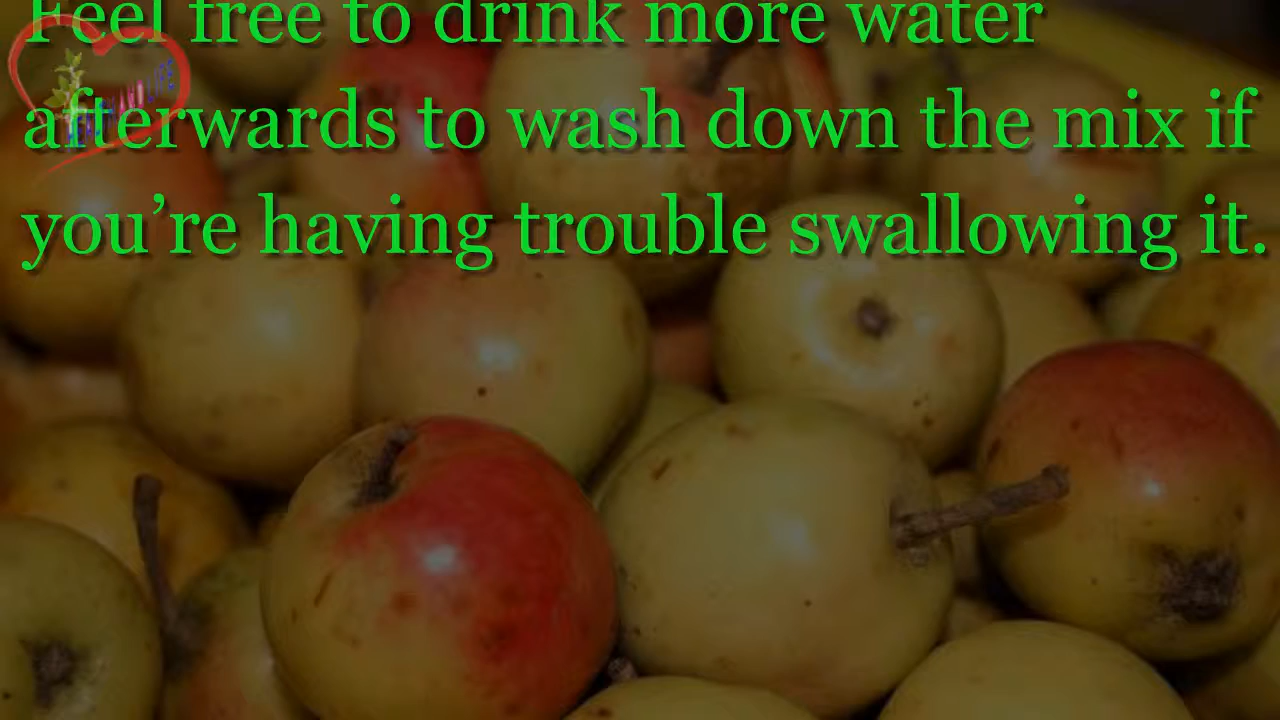 Feel free to drink more water
afterwards to wash down the mix if
you’re having trouble swallowing it.